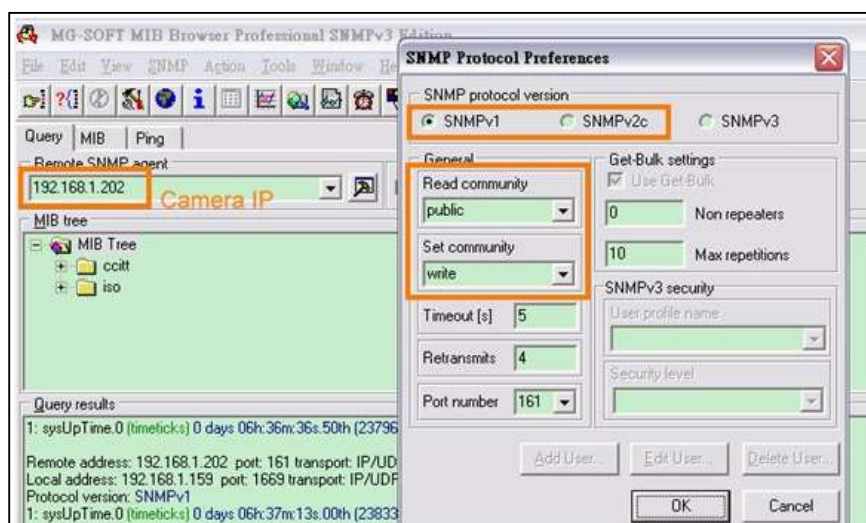 MG-SOFT MIB Browser Professional SNMPv3 Edition
File Edit View SNMP Action Tools Window
Query MIB Ping
Remote SNMP agent
192.168.1.202
Camera IP
MIB tree
MIB Tree
ccitt
iso
Query results
1: sysUpTime.0 (timeticks) 0 days 06h:36m:36s.50th (23796
Remote address: 192.168.1.202 port: 161 transport: IP/UD
Local address: 192.168.1.159 port: 1669 transport: IP/UDP
Protocol version: SNMPv1
1: sysUpTime.0 (timeticks) 0 days 06h:37m:13s.00th (23833
SNMP Protocol Preferences
SNMP protocol version
SNMPv1 SNMPv2c SNMPv3
General
Read community
public
Set community
write
Timeout [s] 5
Retransmits 4
Port number 161
Get-Bulk settings
Use Get-Bulk
0 Non repeaters
10 Max repetitions
SNMPv3 security
User profile name
Security level
Add User... Edit User... Delete User...
OK Cancel